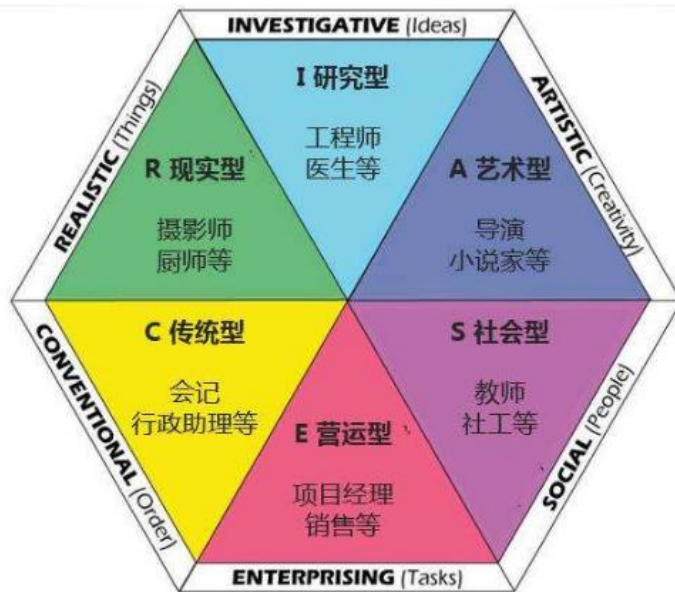 INVESTIGATIVE (Ideas)
I 研究型
工程师
医生等
REALISTIC (Things)
R 现实型
摄影师
厨师等
ARTISTIC (Creativity)
A 艺术型
导演
小说家等
CONVENTIONAL (Order)
C 传统型
会记
行政助理等
SOCIAL (People)
S 社会型
教师
社工等
E 营运型
项目经理
销售等
ENTERPRISING (Tasks)